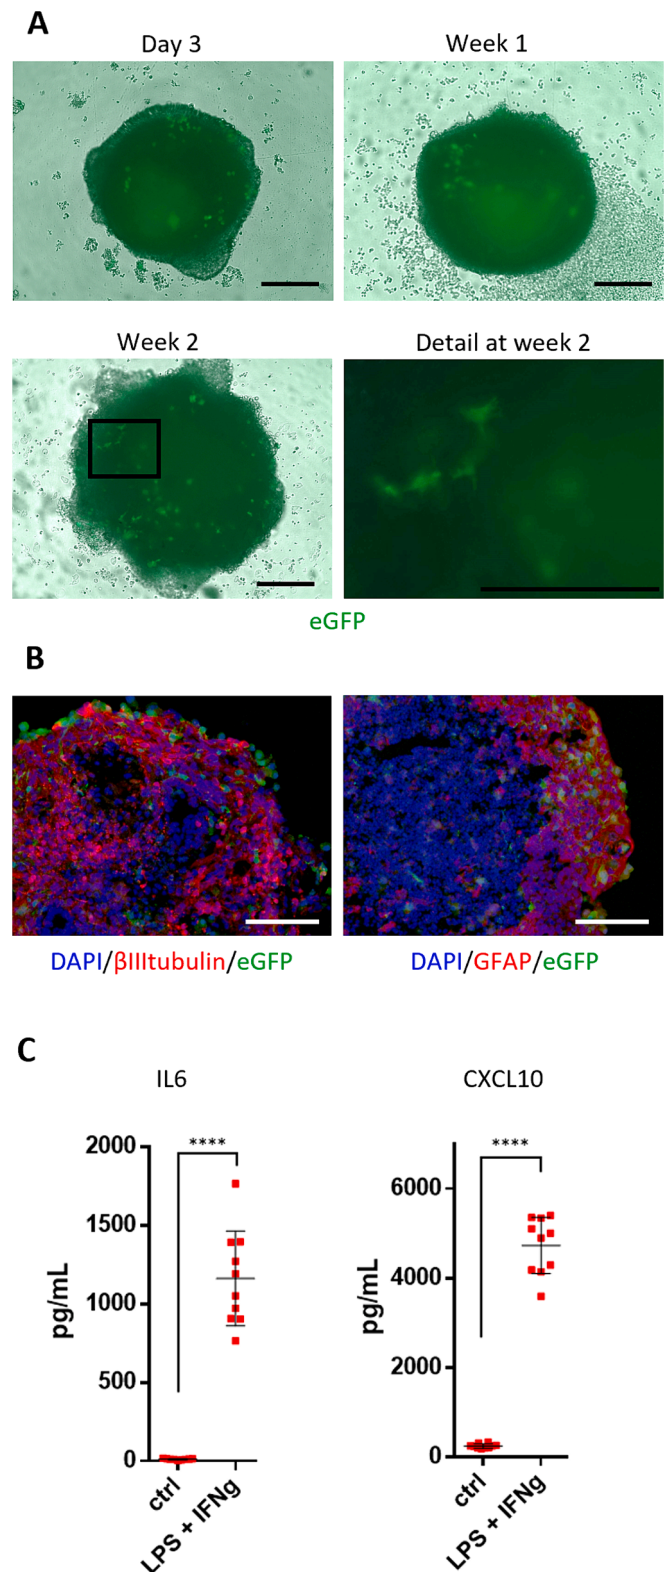 A
Day 3
Week 1
Week 2
Detail at week 2
eGFP
B
DAPI/βIIItubulin/eGFP
DAPI/GFAP/eGFP
C
IL6
CXCL10
****
****
2000
1500
1000
500
0
pg/mL
6000
4000
2000
0
pg/mL
ctrl
LPS + IFNg
ctrl
LPS + IFNg